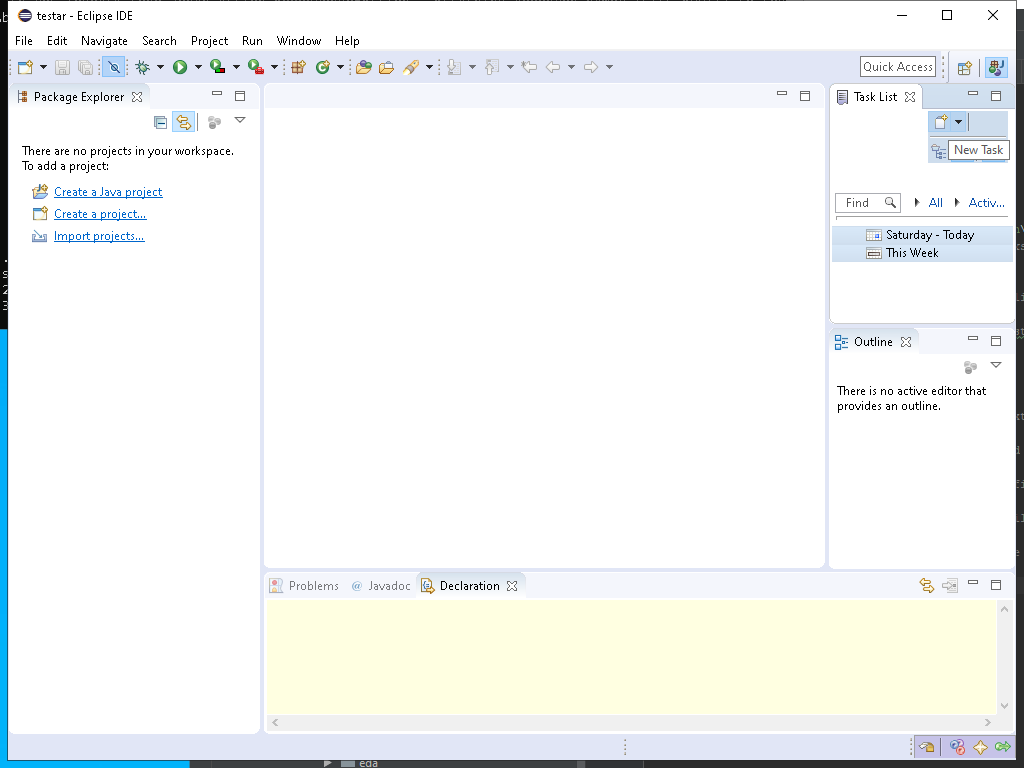 testar - Eclipse IDE
File Edit Navigate Search Project Run Window Help
Quick Access
Package Explorer
There are no projects in your workspace.
To add a project:
Create a Java project
Create a project...
Import projects...
Task List
New Task
Find All Activ...
Saturday - Today
This Week
Outline
There is no active editor that
provides an outline.
Problems @ Javadoc Declaration
eda